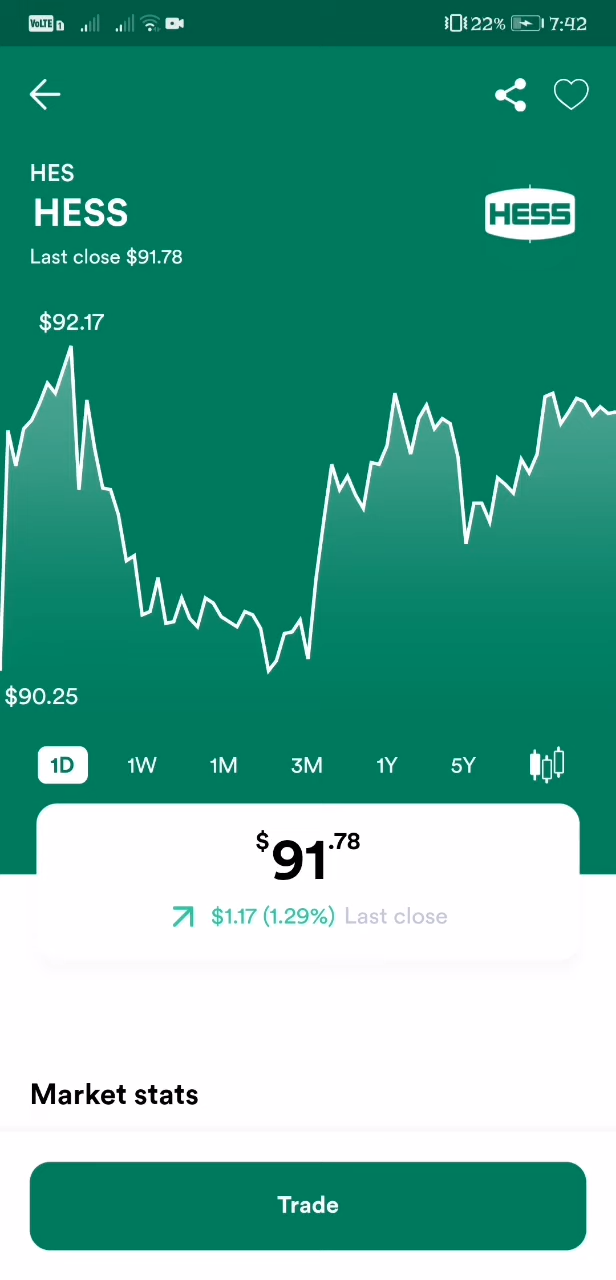 VoLTE 1 22% 7:42
HES
HESS
HESS
Last close $91.78
$92.17
$90.25
1D 1W 1M 3M 1Y 5Y
$91.78
$1.17 (1.29%) Last close
Market stats
Trade